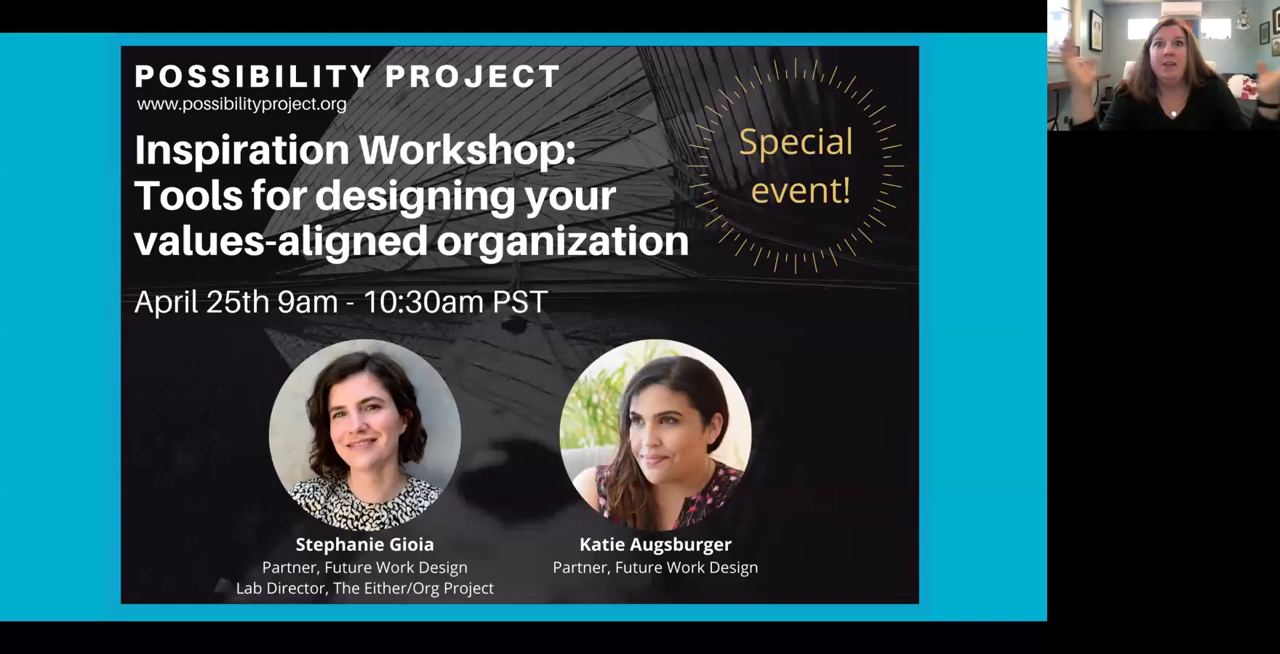 POSSIBILITY PROJECT
www.possibilityproject.org
Inspiration Workshop:
Tools for designing your
values-aligned organization
Special
event!
April 25th 9am - 10:30am PST
Stephanie Gioia
Partner, Future Work Design
Lab Director, The Either/Org Project
Katie Augsburger
Partner, Future Work Design